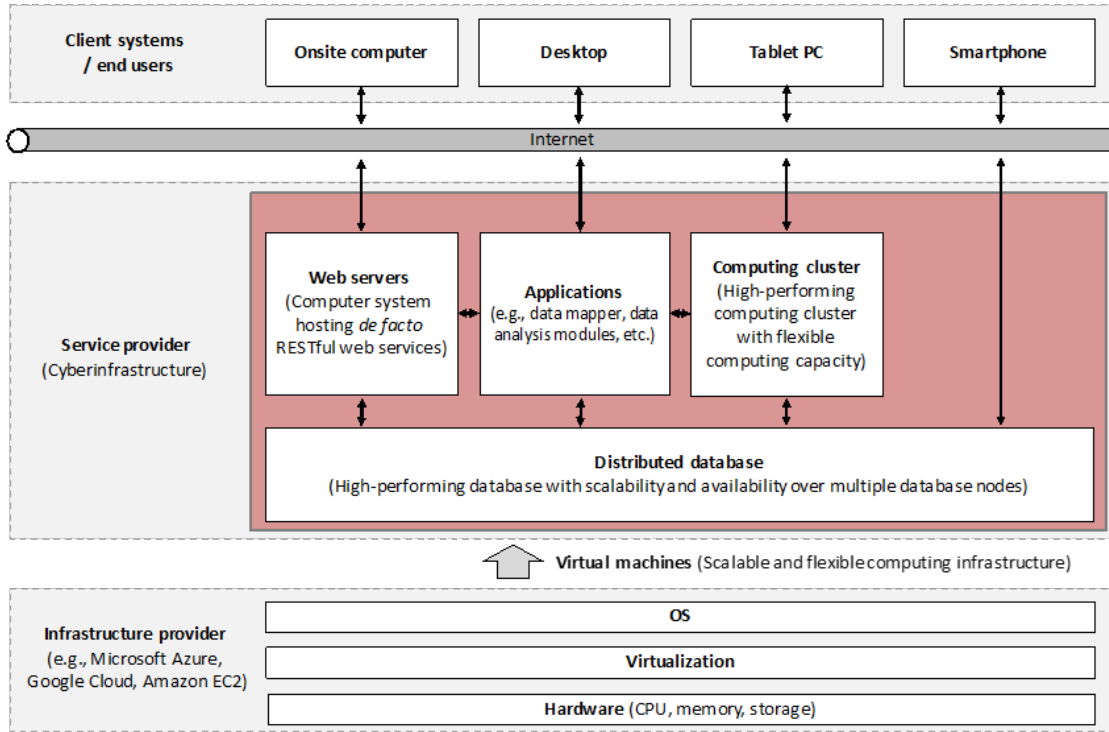 Client systems
/ end users
Onsite computer
Desktop
Tablet PC
Smartphone
Internet
Service provider
(Cyberinfrastructure)
Web servers
(Computer system
hosting de facto
RESTful web services)
Applications
(e.g., data mapper, data
analysis modules, etc.)
Computing cluster
(High-performing
computing cluster
with flexible
computing capacity)
Distributed database
(High-performing database with scalability and availability over multiple database nodes)
Virtual machines (Scalable and flexible computing infrastructure)
Infrastructure provider
(e.g., Microsoft Azure,
Google Cloud, Amazon EC2)
OS
Virtualization
Hardware (CPU, memory, storage)